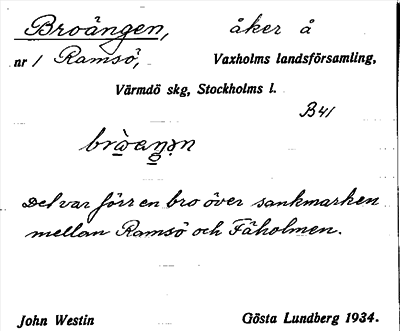 Broängen, åker å
nr 1 Ramsö, Vaxholms landsförsamling,
Värmdö skg, Stockholms l.
B41
Det var förr en bro över sankmarken
mellan Ramsö och Fåholmen.
John Westin Gösta Lundberg 1934.